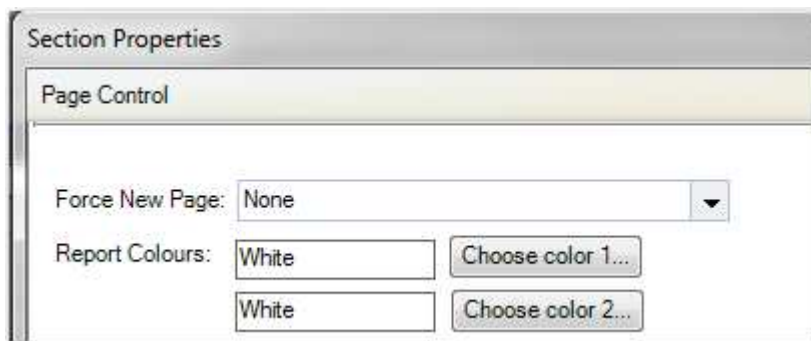 Section Properties
Page Control
Force New Page: None
Report Colours: White Choose color 1...
White Choose color 2...